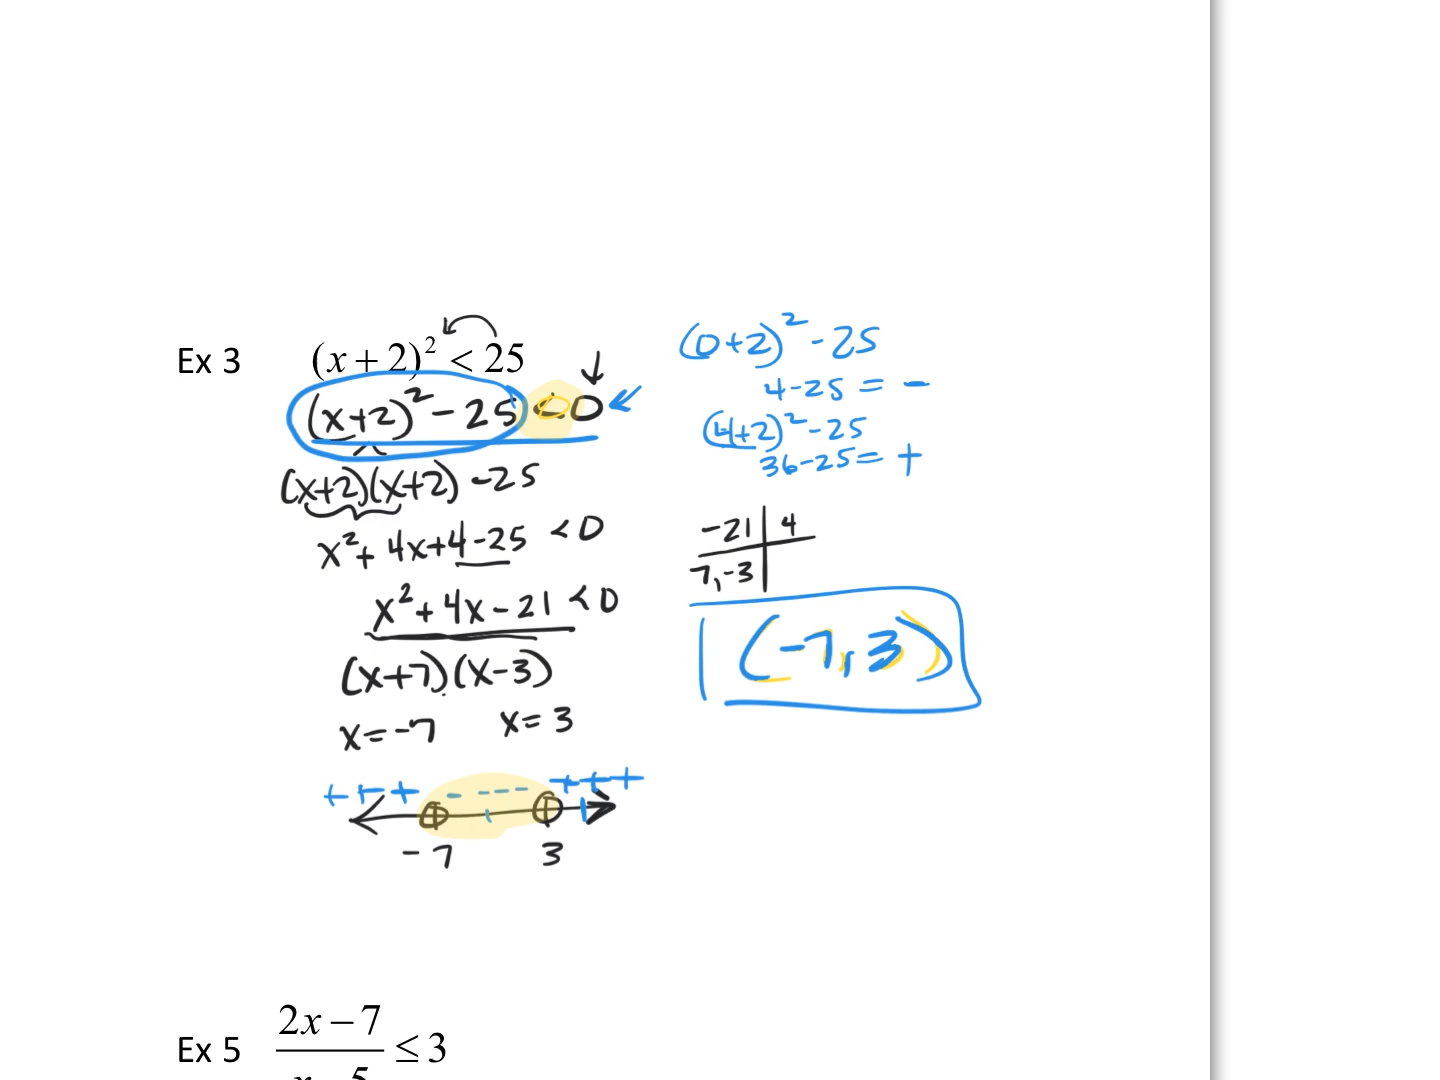 Ex 3 (x + 2)² < 25
(x+2)² - 25 < 0
(x+2)(x+2) - 25
x² + 4x + 4 - 25 < 0
x² + 4x - 21 < 0
(x+7)(x-3)
x = -7 x = 3
+ + + - - - - + + +
-7 3
(0+2)² - 25
4 - 25 = -
(4+2)² - 25
36 - 25 = +
-21 | 4
7, -3 |
(-7, 3)
Ex 5 2x - 7 ≤ 3
x - 5